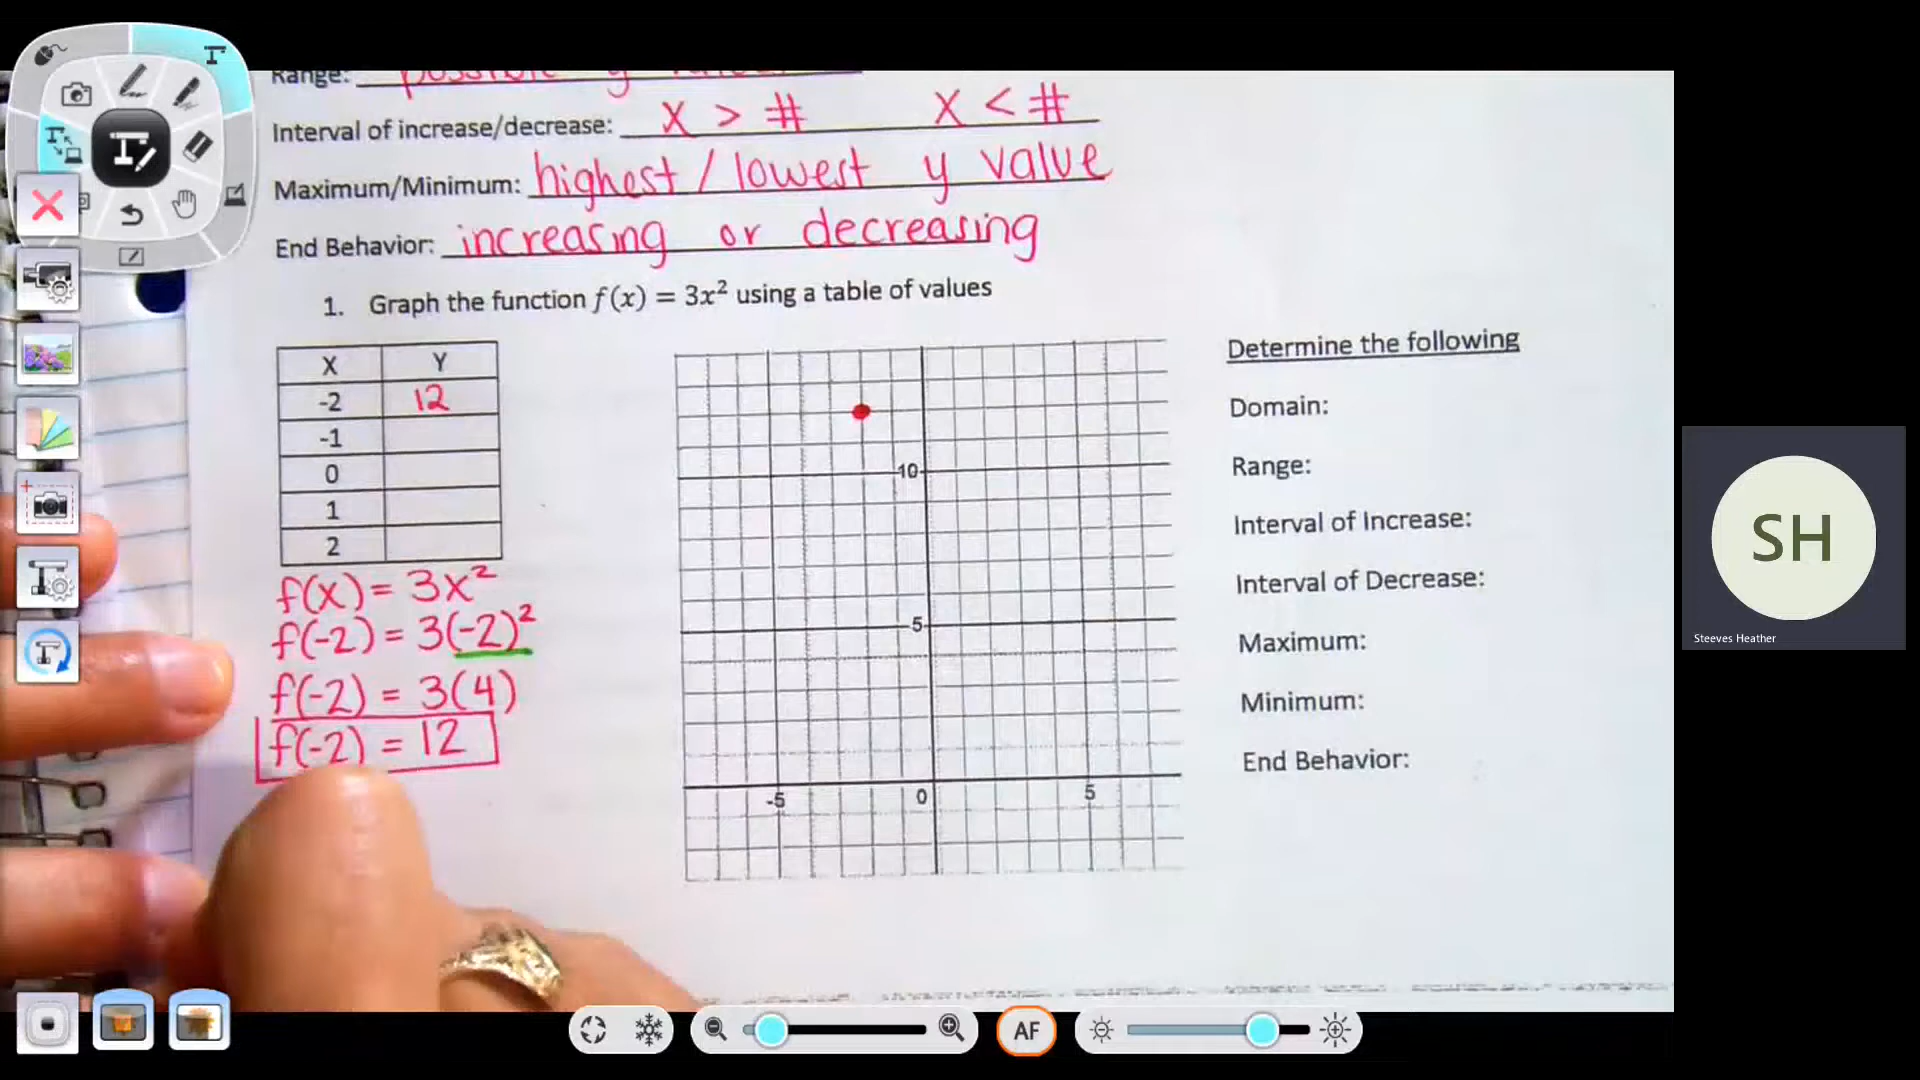 Range: possible y
Interval of increase/decrease: x > # x < #
Maximum/Minimum: highest / lowest y value
End Behavior: increasing or decreasing
1. Graph the function f(x) = 3x² using a table of values
X Y
-2 12
-1
0
1
2
f(x) = 3x²
f(-2) = 3(-2)²
f(-2) = 3(4)
f(-2) = 12
10
5
-5 0 5
Determine the following
Domain:
Range:
Interval of Increase:
Interval of Decrease:
Maximum:
Minimum:
End Behavior:
SH
Steeves Heather
AF